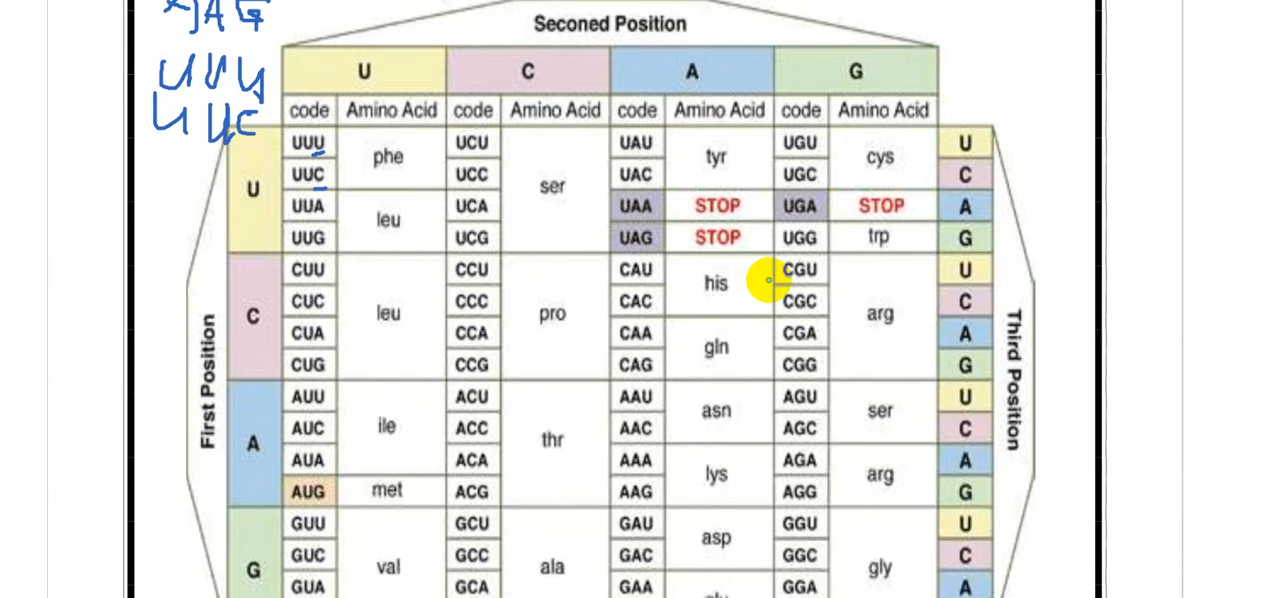 AG
Seconed Position
UUU
U C A G
UUC
code Amino Acid code Amino Acid code Amino Acid code Amino Acid
UUU phe UCU ser UAU tyr UGU cys U
UUC UCC UAC UGC C
U
UUA leu UCA UAA STOP UGA STOP A
UUG UCG UAG STOP UGG trp G
CUU leu CCU pro CAU his CGU arg U
CUC CCC CAC CGC C
C
CUA CCA CAA gln CGA A
CUG CCG CAG CGG G
First Position
Third Position
AUU ile ACU thr AAU asn AGU ser U
AUC ACC AAC AGC C
A
AUA ACA AAA lys AGA arg A
AUG met ACG AAG AGG G
GUU val GCU ala GAU asp GGU gly U
GUC GCC GAC GGC C
G
GUA GCA GAA GGA A